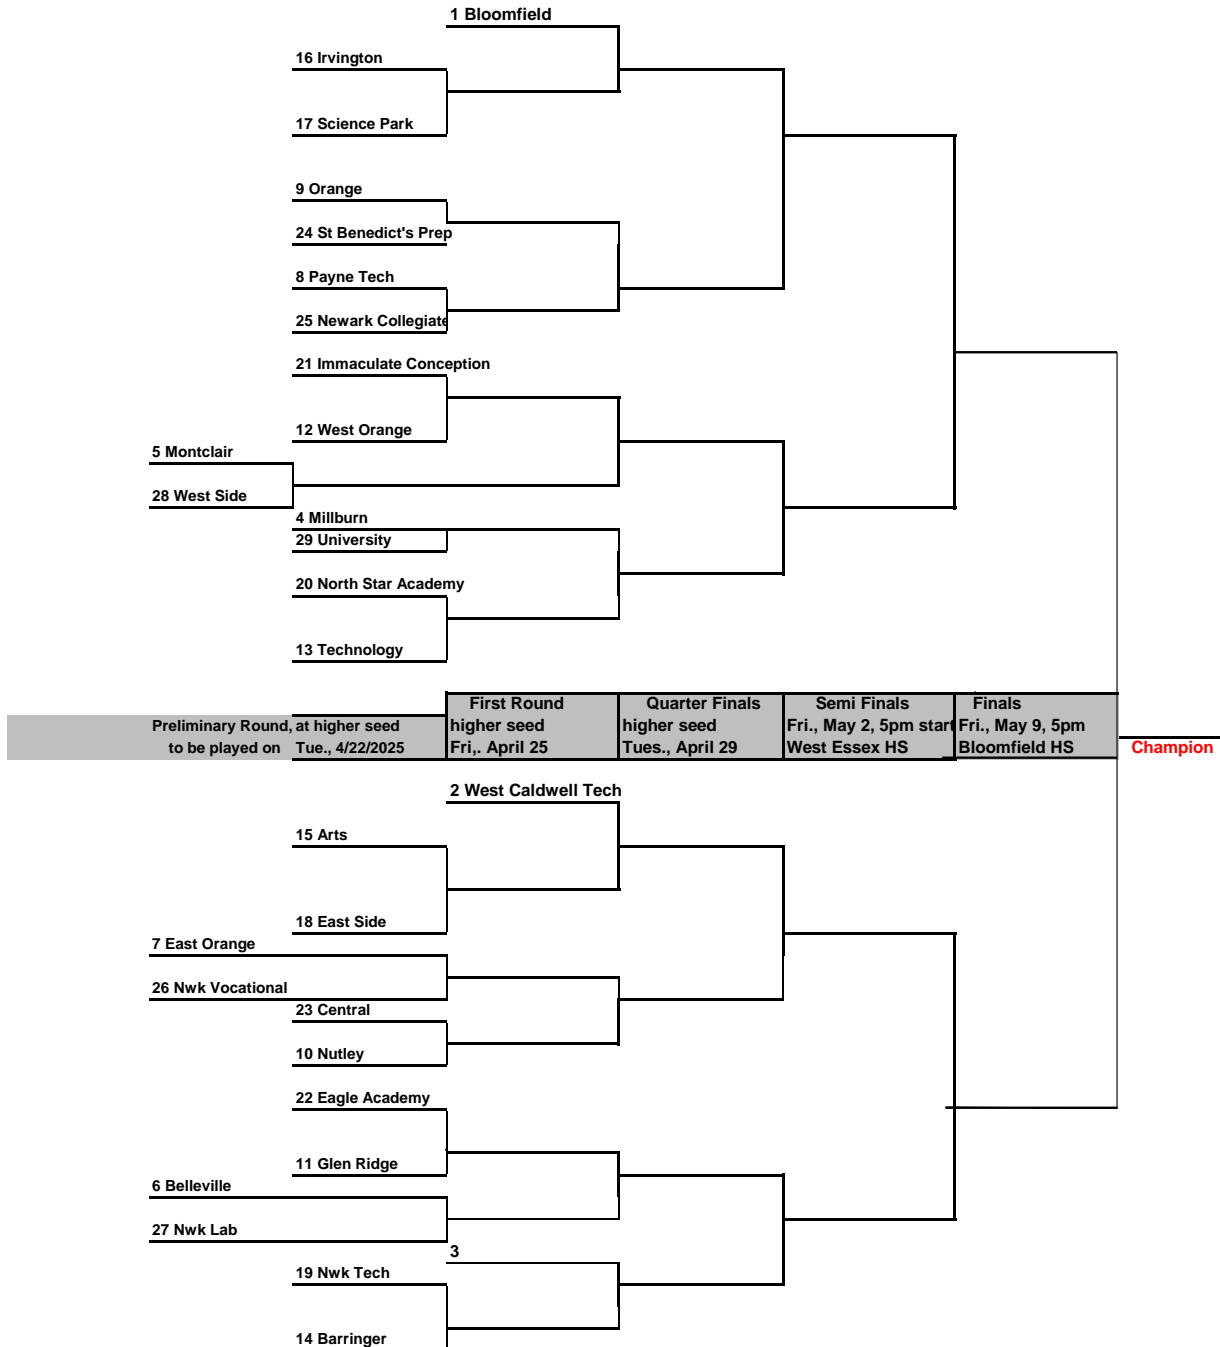 1 Bloomfield
16 Irvington
17 Science Park
9 Orange
24 St Benedict's Prep
8 Payne Tech
25 Newark Collegiate
21 Immaculate Conception
12 West Orange
5 Montclair
28 West Side
4 Millburn
29 University
20 North Star Academy
13 Technology
First Round Quarter Finals Semi Finals Finals
Preliminary Round, at higher seed higher seed higher seed Fri., May 2, 5pm start Fri., May 9, 5pm
to be played on Tue., 4/22/2025 Fri,. April 25 Tues., April 29 West Essex HS Bloomfield HS Champion
2 West Caldwell Tech
15 Arts
18 East Side
7 East Orange
26 Nwk Vocational
23 Central
10 Nutley
22 Eagle Academy
11 Glen Ridge
6 Belleville
27 Nwk Lab
3
19 Nwk Tech
14 Barringer